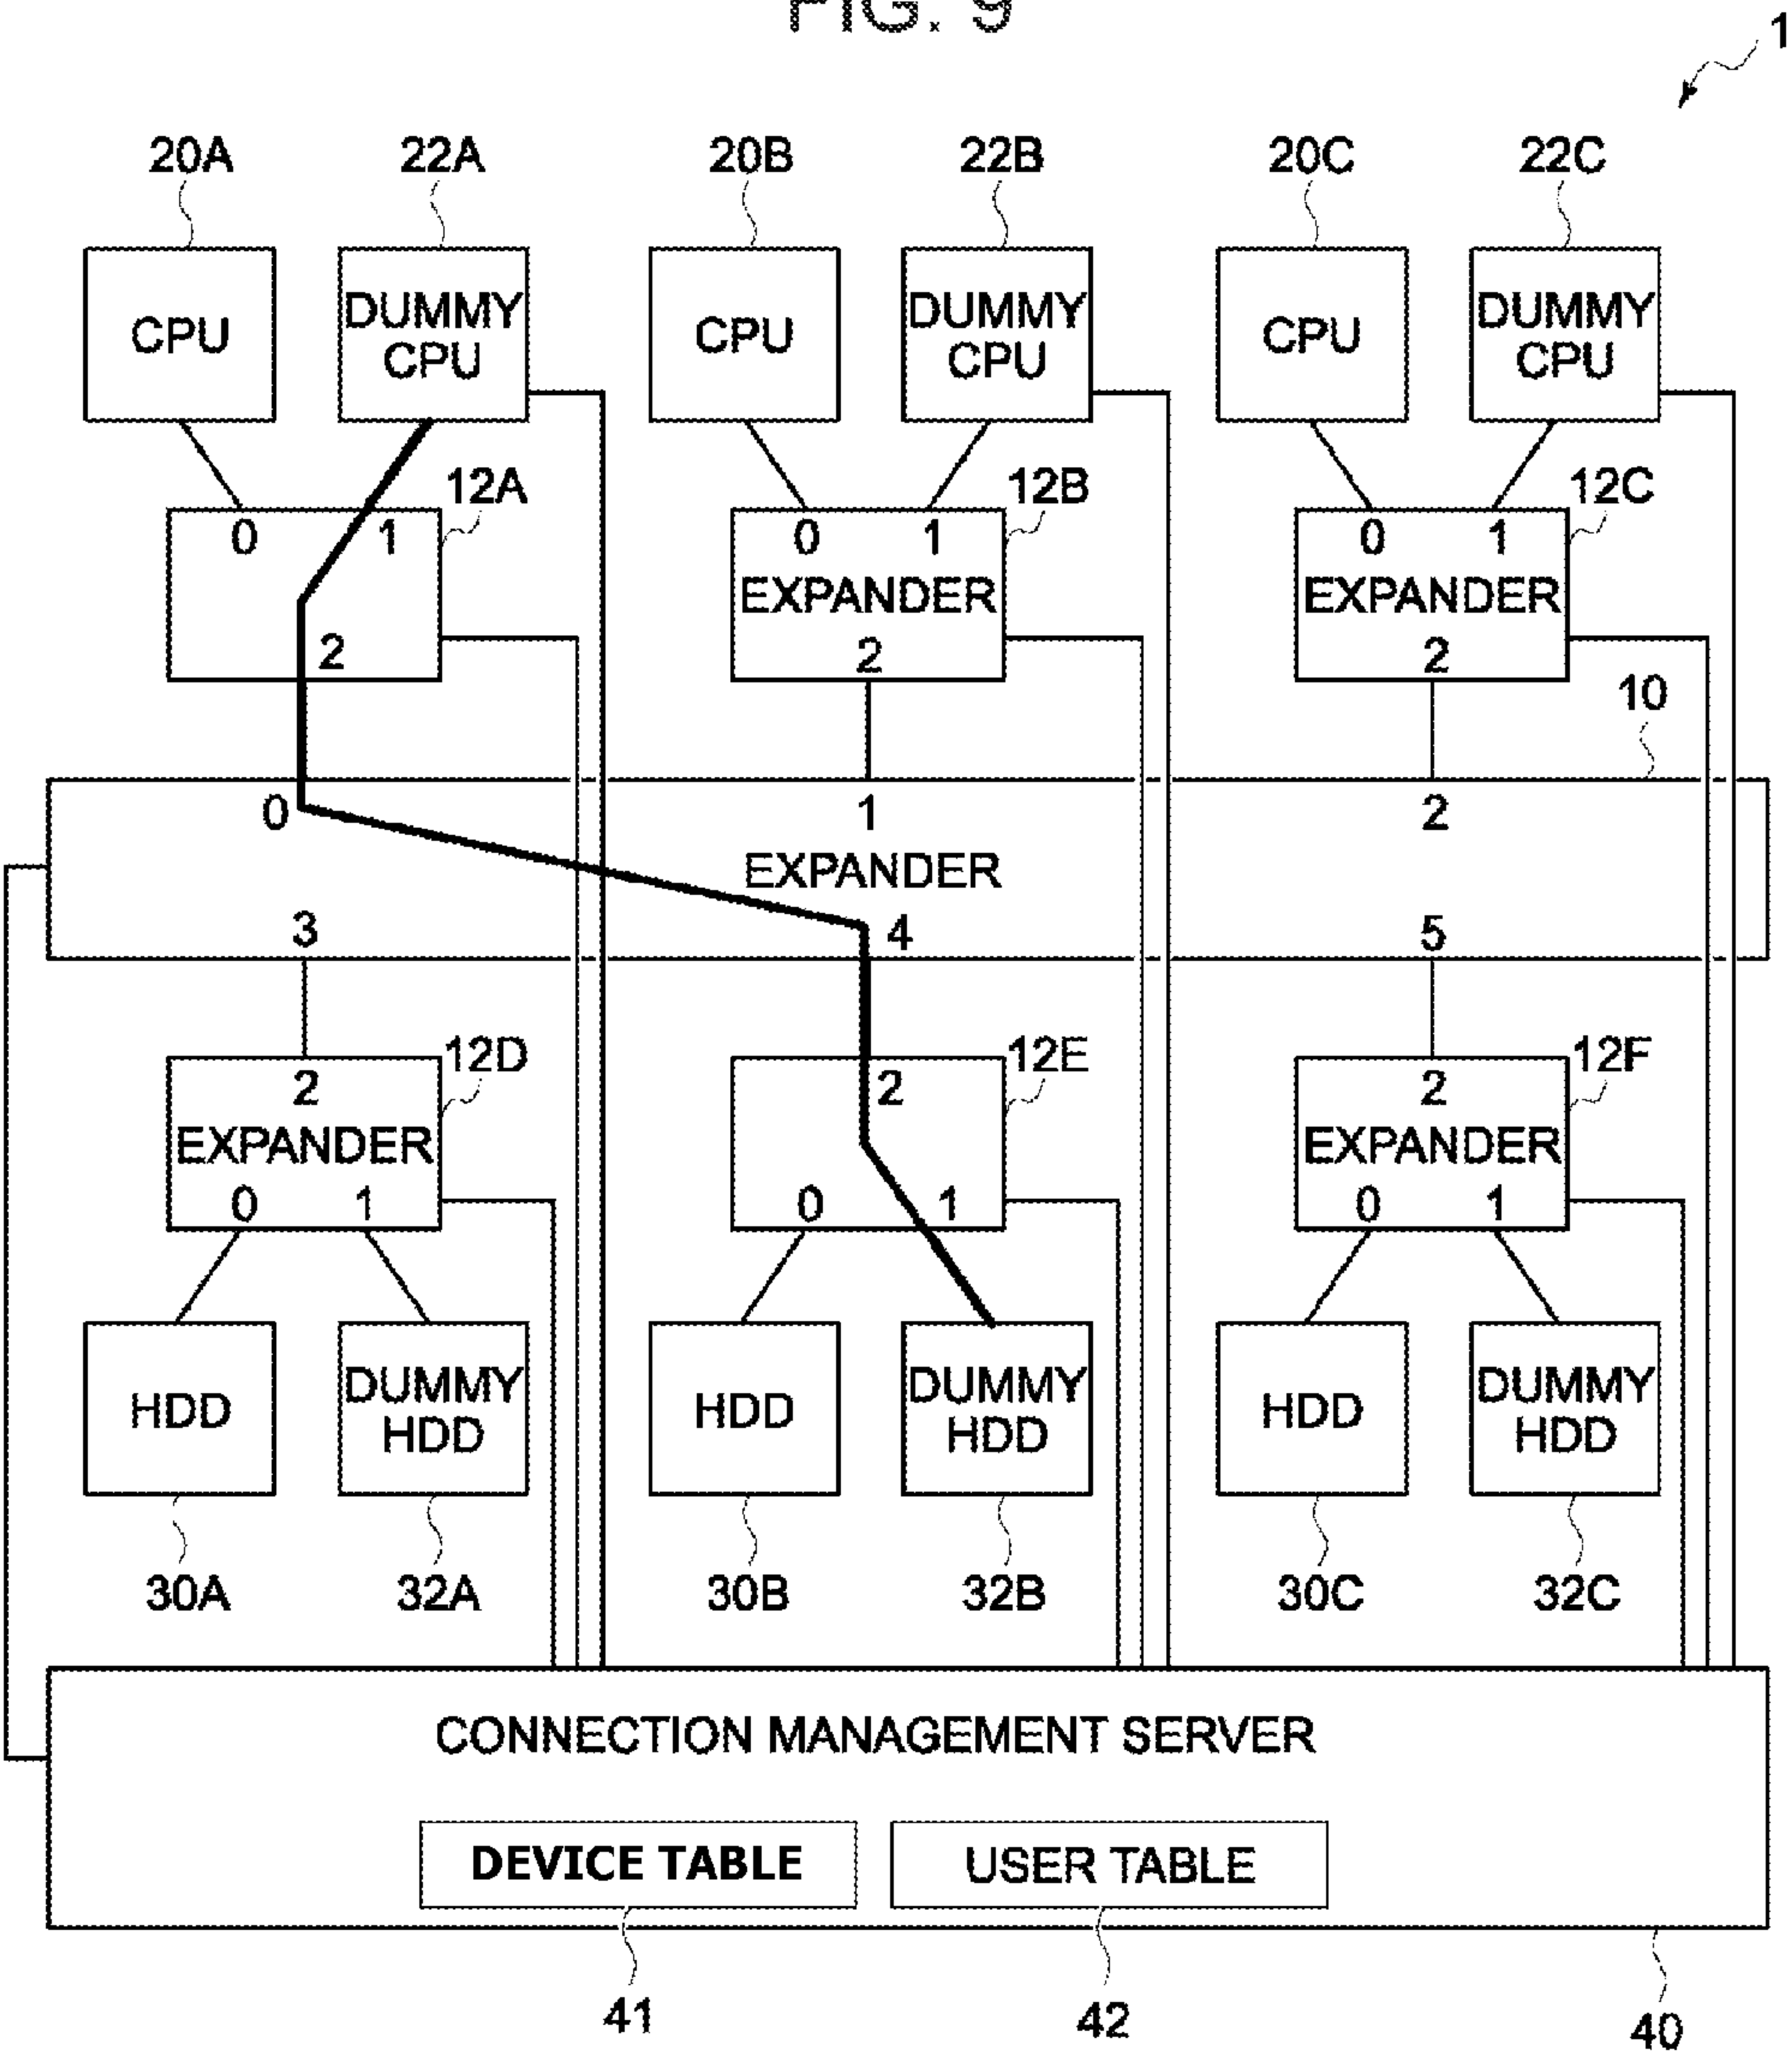 FIG. 9
1
20A 22A 20B 22B 20C 22C
CPU DUMMY CPU DUMMY CPU DUMMY
CPU CPU CPU
12A 12B 12C
0 1 0 1 0 1
EXPANDER EXPANDER
2 2 2
10
0 1 2
EXPANDER
3 4 5
12D 12E 12F
2 2 2
EXPANDER EXPANDER
0 1 0 1 0 1
HDD DUMMY HDD DUMMY HDD DUMMY
HDD HDD HDD
30A 32A 30B 32B 30C 32C
CONNECTION MANAGEMENT SERVER
DEVICE TABLE USER TABLE
41 42 40